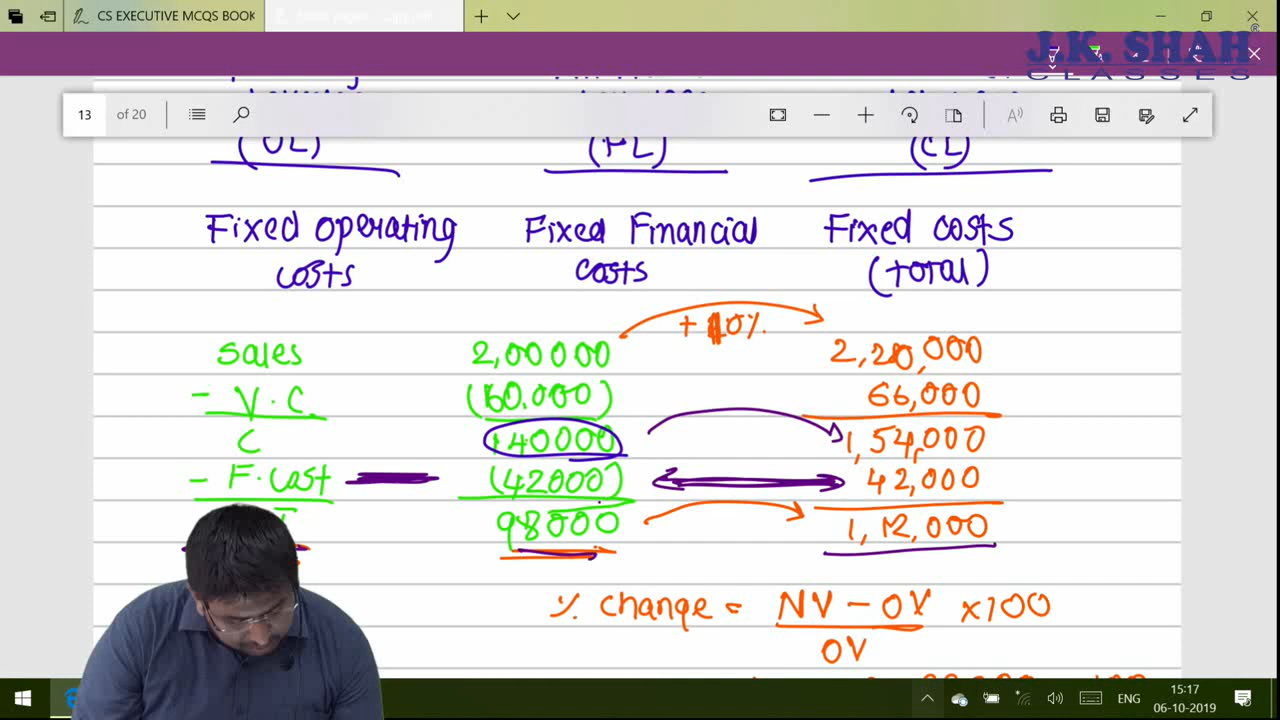 CS EXECUTIVE MCQS BOOK
J.K. SHAH®
CLASSES
13 of 20
(OL) (FL) (CL)
Fixed operating costs
Fixed Financial costs
Fixed costs (total)
+ 10%
Sales 2,00000 2,20,000
- V.C. (60.000) 66,000
C 140000 1,54,000
- F.Cost (42000) 42,000
98000 1,12,000
% change = NV - OV ×100
OV
ENG
15:17
06-10-2019